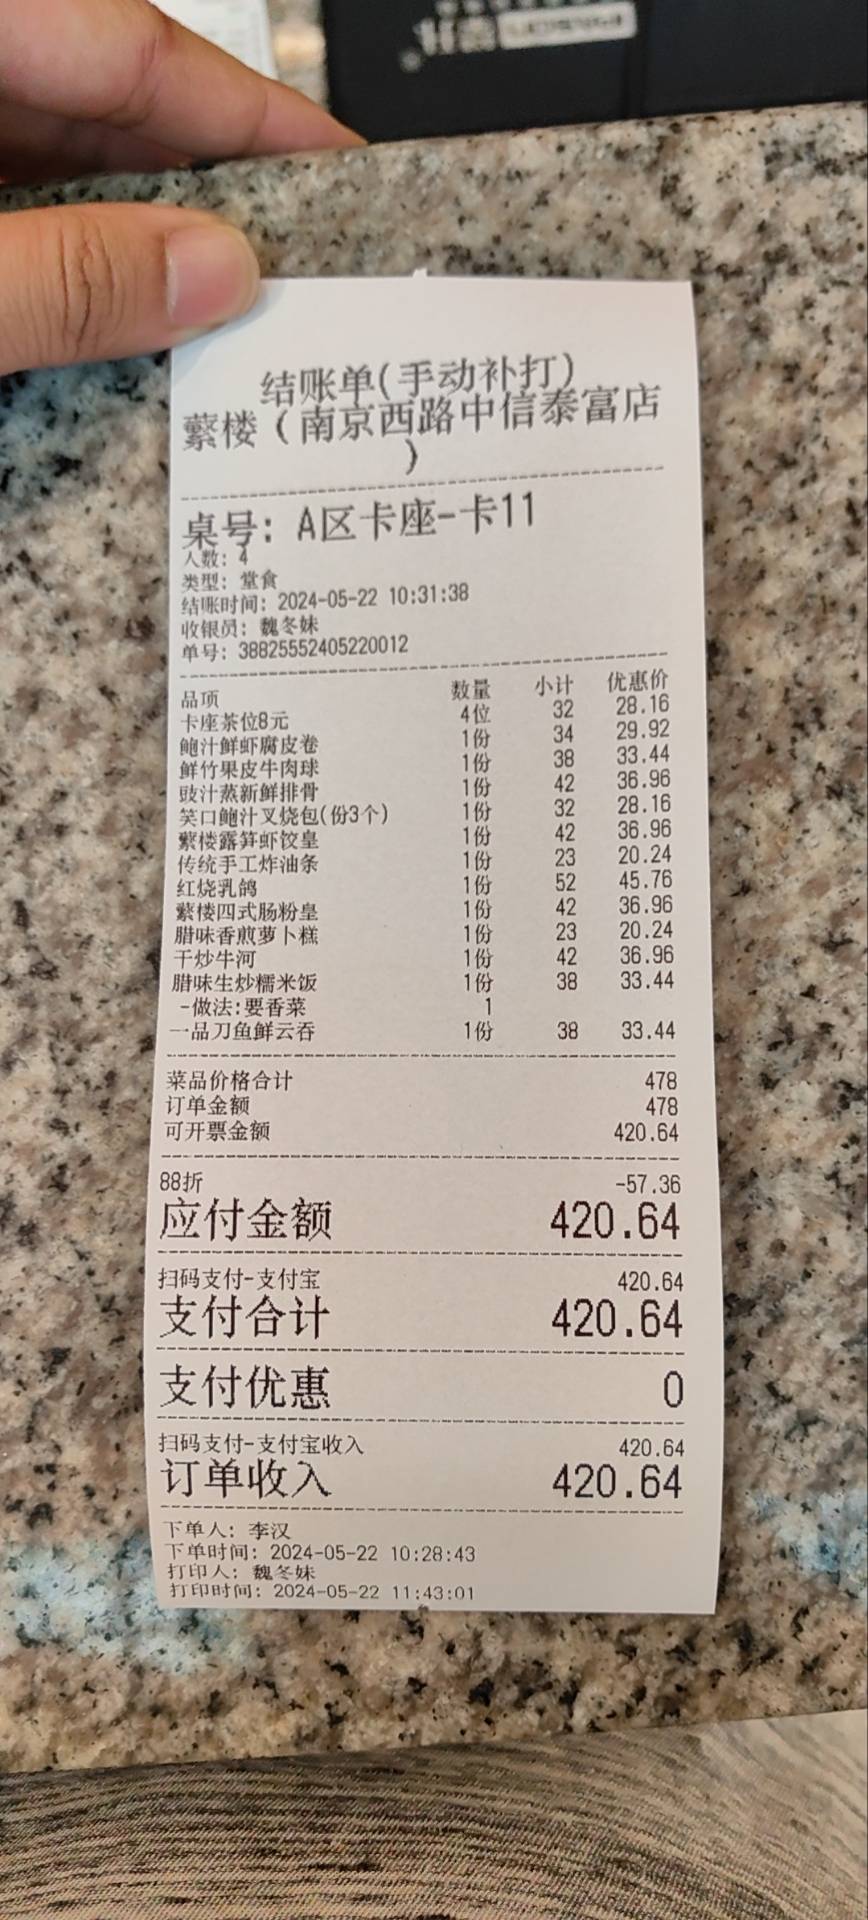 结账单(手动补打)
蘩楼(南京西路中信泰富店
)
桌号: A区卡座-卡11
人数: 4
类型: 堂食
结账时间: 2024-05-22 10:31:38
收银员: 魏冬妹
单号: 38825552405220012
品项 数量 小计 优惠价
卡座茶位8元 4位 32 28.16
鲍汁鲜虾腐皮卷 1份 34 29.92
鲜竹果皮牛肉球 1份 38 33.44
豉汁蒸新鲜排骨 1份 42 36.96
笑口鲍汁叉烧包(份3个) 1份 32 28.16
蘩楼露笋虾饺皇 1份 42 36.96
传统手工炸油条 1份 23 20.24
红烧乳鸽 1份 52 45.76
蘩楼四式肠粉皇 1份 42 36.96
腊味香煎萝卜糕 1份 23 20.24
干炒牛河 1份 42 36.96
腊味生炒糯米饭 1份 38 33.44
-做法:要香菜 1
一品刀鱼鲜云吞 1份 38 33.44
菜品价格合计 478
订单金额 478
可开票金额 420.64
88折 -57.36
应付金额 420.64
扫码支付-支付宝 420.64
支付合计 420.64
支付优惠 0
扫码支付-支付宝收入 420.64
订单收入 420.64
下单人: 李汉
下单时间: 2024-05-22 10:28:43
打印人: 魏冬妹
打印时间: 2024-05-22 11:43:01